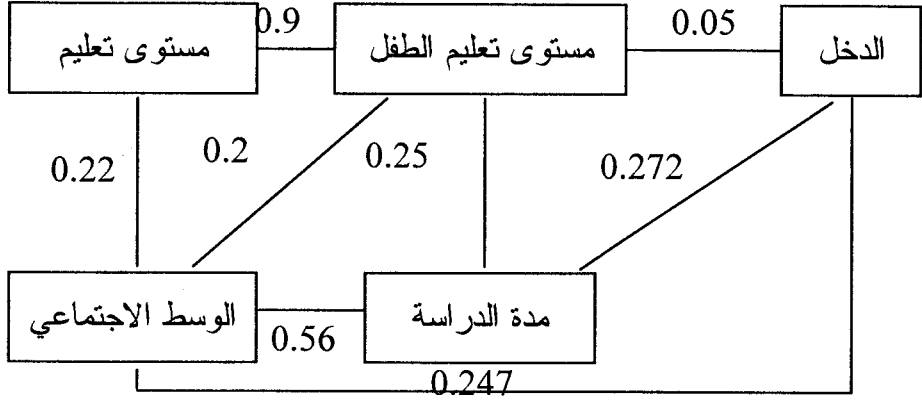 مستوى تعليم
0.9
مستوى تعليم الطفل
0.05
الدخل
0.22
0.2
0.25
0.272
الوسط الاجتماعي
0.56
مدة الدراسة
0.247